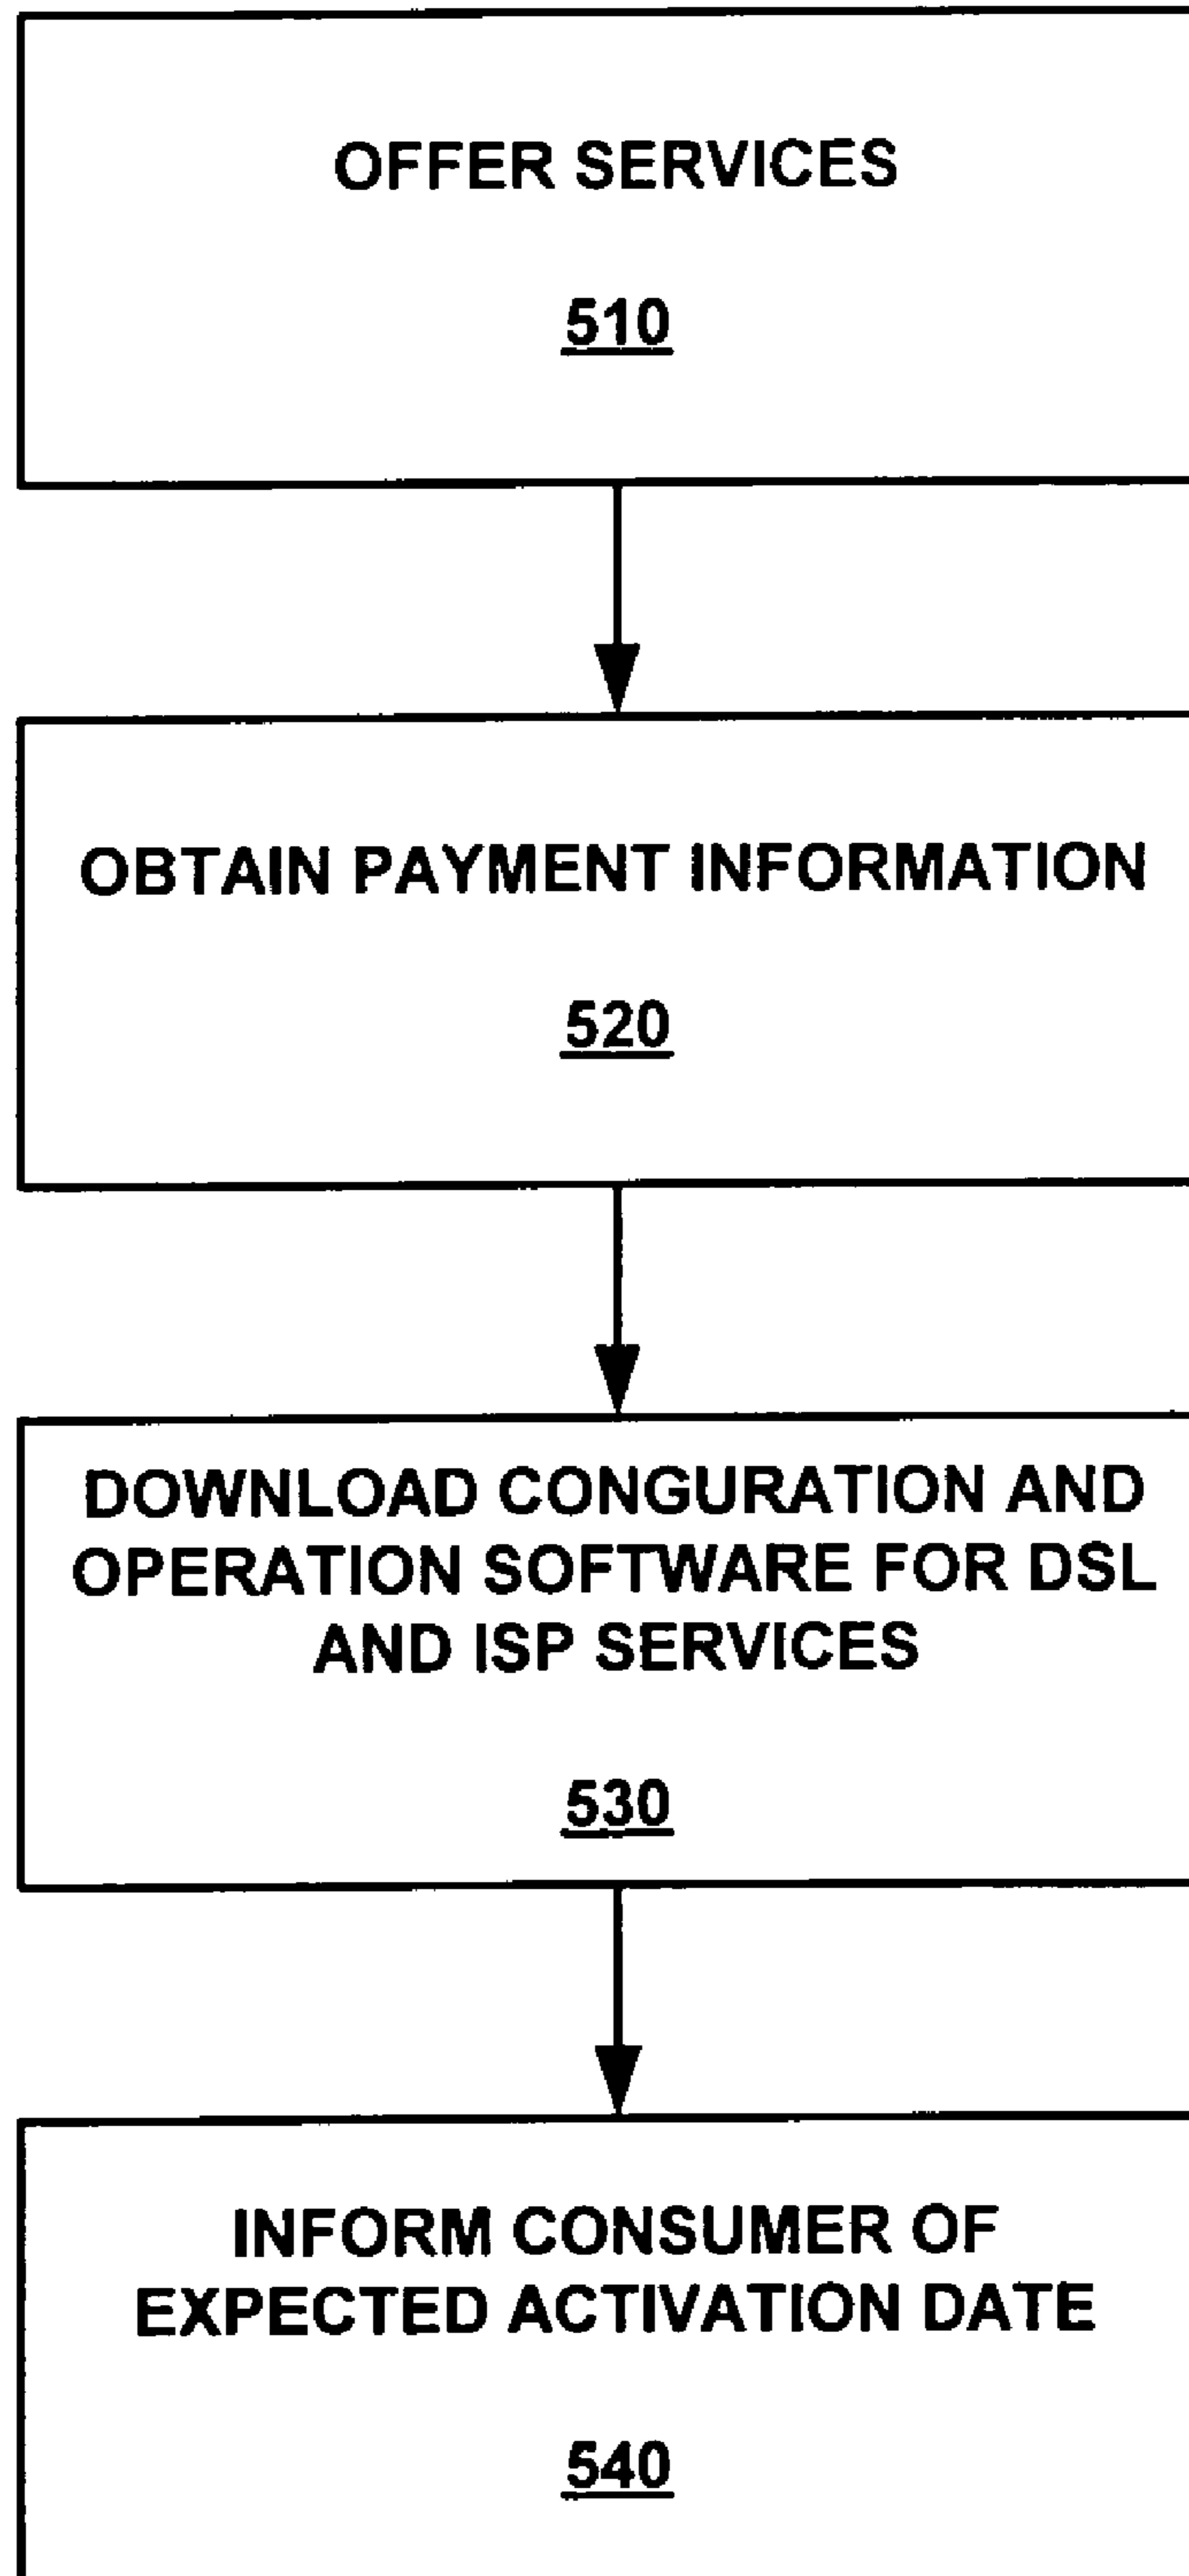 OFFER SERVICES
510
OBTAIN PAYMENT INFORMATION
520
DOWNLOAD CONGURATION AND
OPERATION SOFTWARE FOR DSL
AND ISP SERVICES
530
INFORM CONSUMER OF
EXPECTED ACTIVATION DATE
540